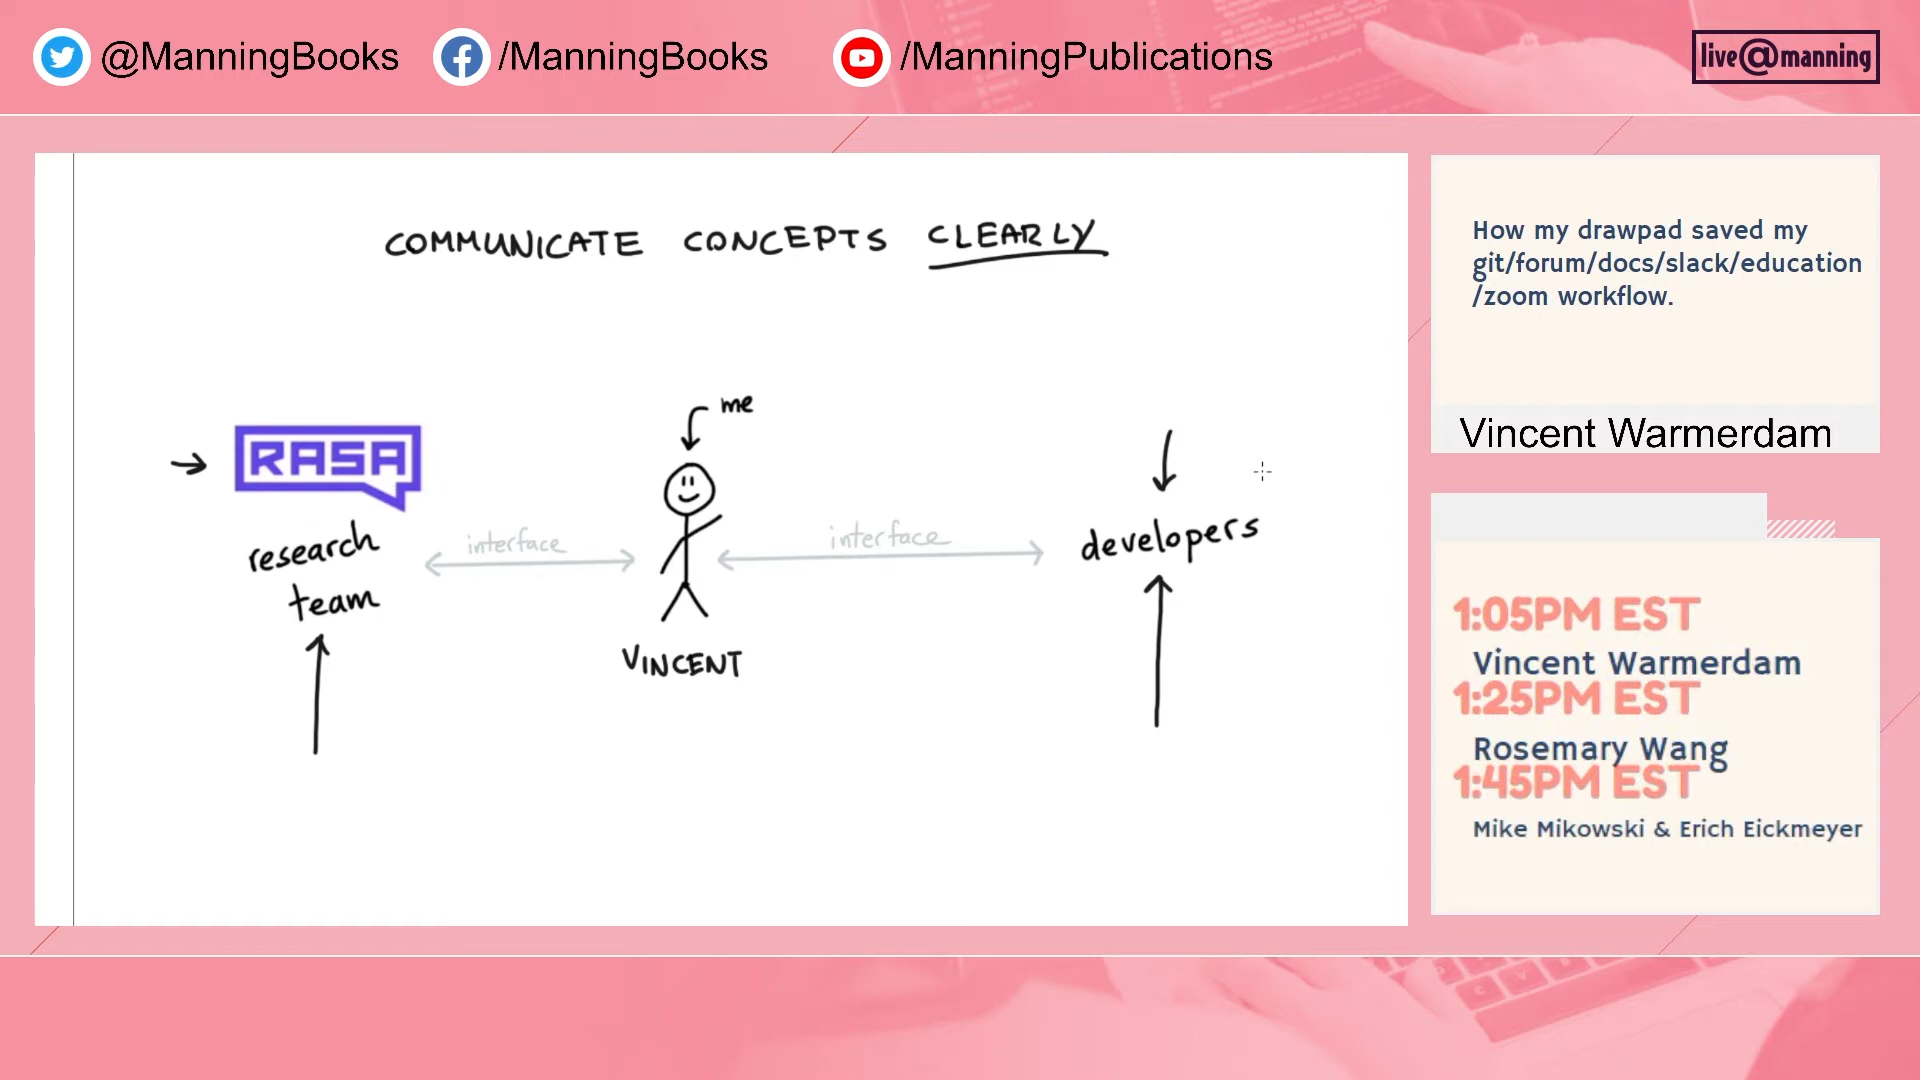 @ManningBooks
/ManningBooks
/ManningPublications
live@manning
COMMUNICATE CONCEPTS CLEARLY
me
RASA
research
team
interface
interface
developers
VINCENT
How my drawpad saved my
git/forum/docs/slack/education
/zoom workflow.
Vincent Warmerdam
1:05PM EST
Vincent Warmerdam
1:25PM EST
Rosemary Wang
1:45PM EST
Mike Mikowski & Erich Eickmeyer